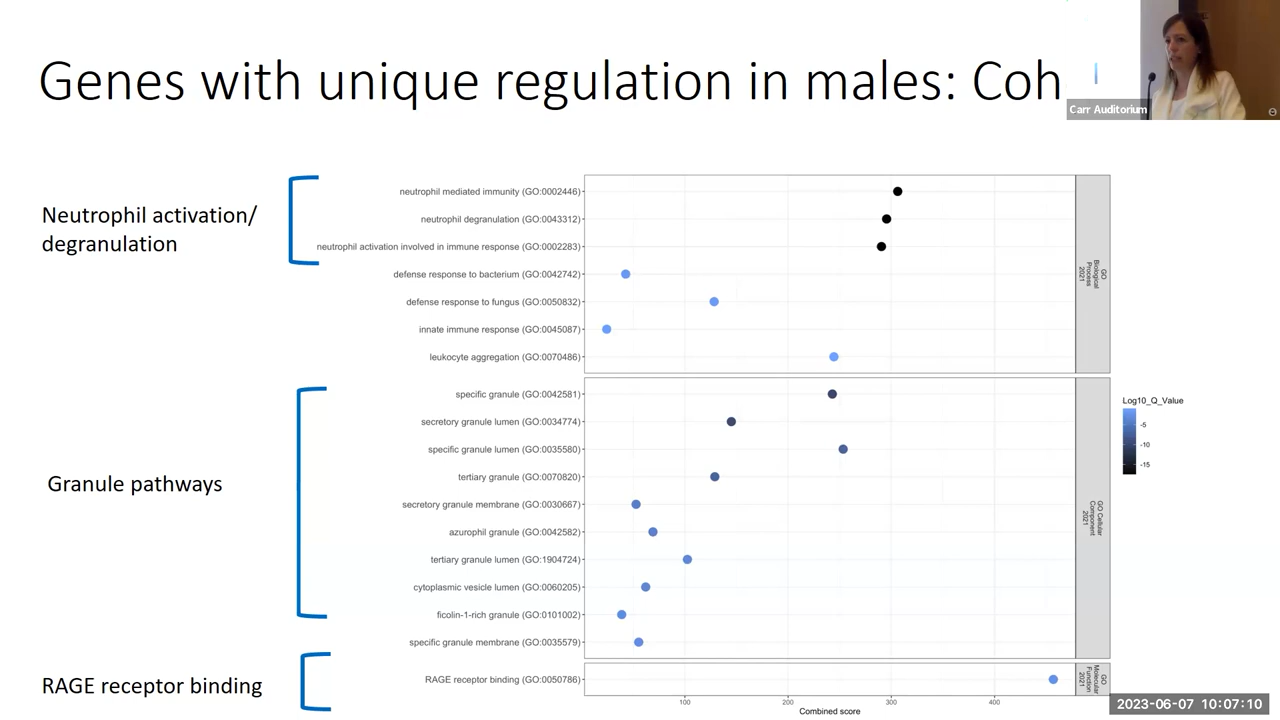 Genes with unique regulation in males: Coh
Carr Auditorium
Neutrophil activation/
degranulation
neutrophil mediated immunity (GO:0002446)
neutrophil degranulation (GO:0043312)
neutrophil activation involved in immune response (GO:0002283)
defense response to bacterium (GO:0042742)
defense response to fungus (GO:0050832)
innate immune response (GO:0045087)
leukocyte aggregation (GO:0070486)
GO
Biological
Process
2021
Granule pathways
specific granule (GO:0042581)
secretory granule lumen (GO:0034774)
specific granule lumen (GO:0035580)
tertiary granule (GO:0070820)
secretory granule membrane (GO:0030667)
azurophil granule (GO:0042582)
tertiary granule lumen (GO:1904724)
cytoplasmic vesicle lumen (GO:0060205)
ficolin-1-rich granule (GO:0101002)
specific granule membrane (GO:0035579)
GO Cellular
Component
2021
Log10_Q_Value
-5
-10
-15
RAGE receptor binding
RAGE receptor binding (GO:0050786)
GO
Molecular
Function
2021
100
200
300
400
Combined score
2023-06-07 10:07:10